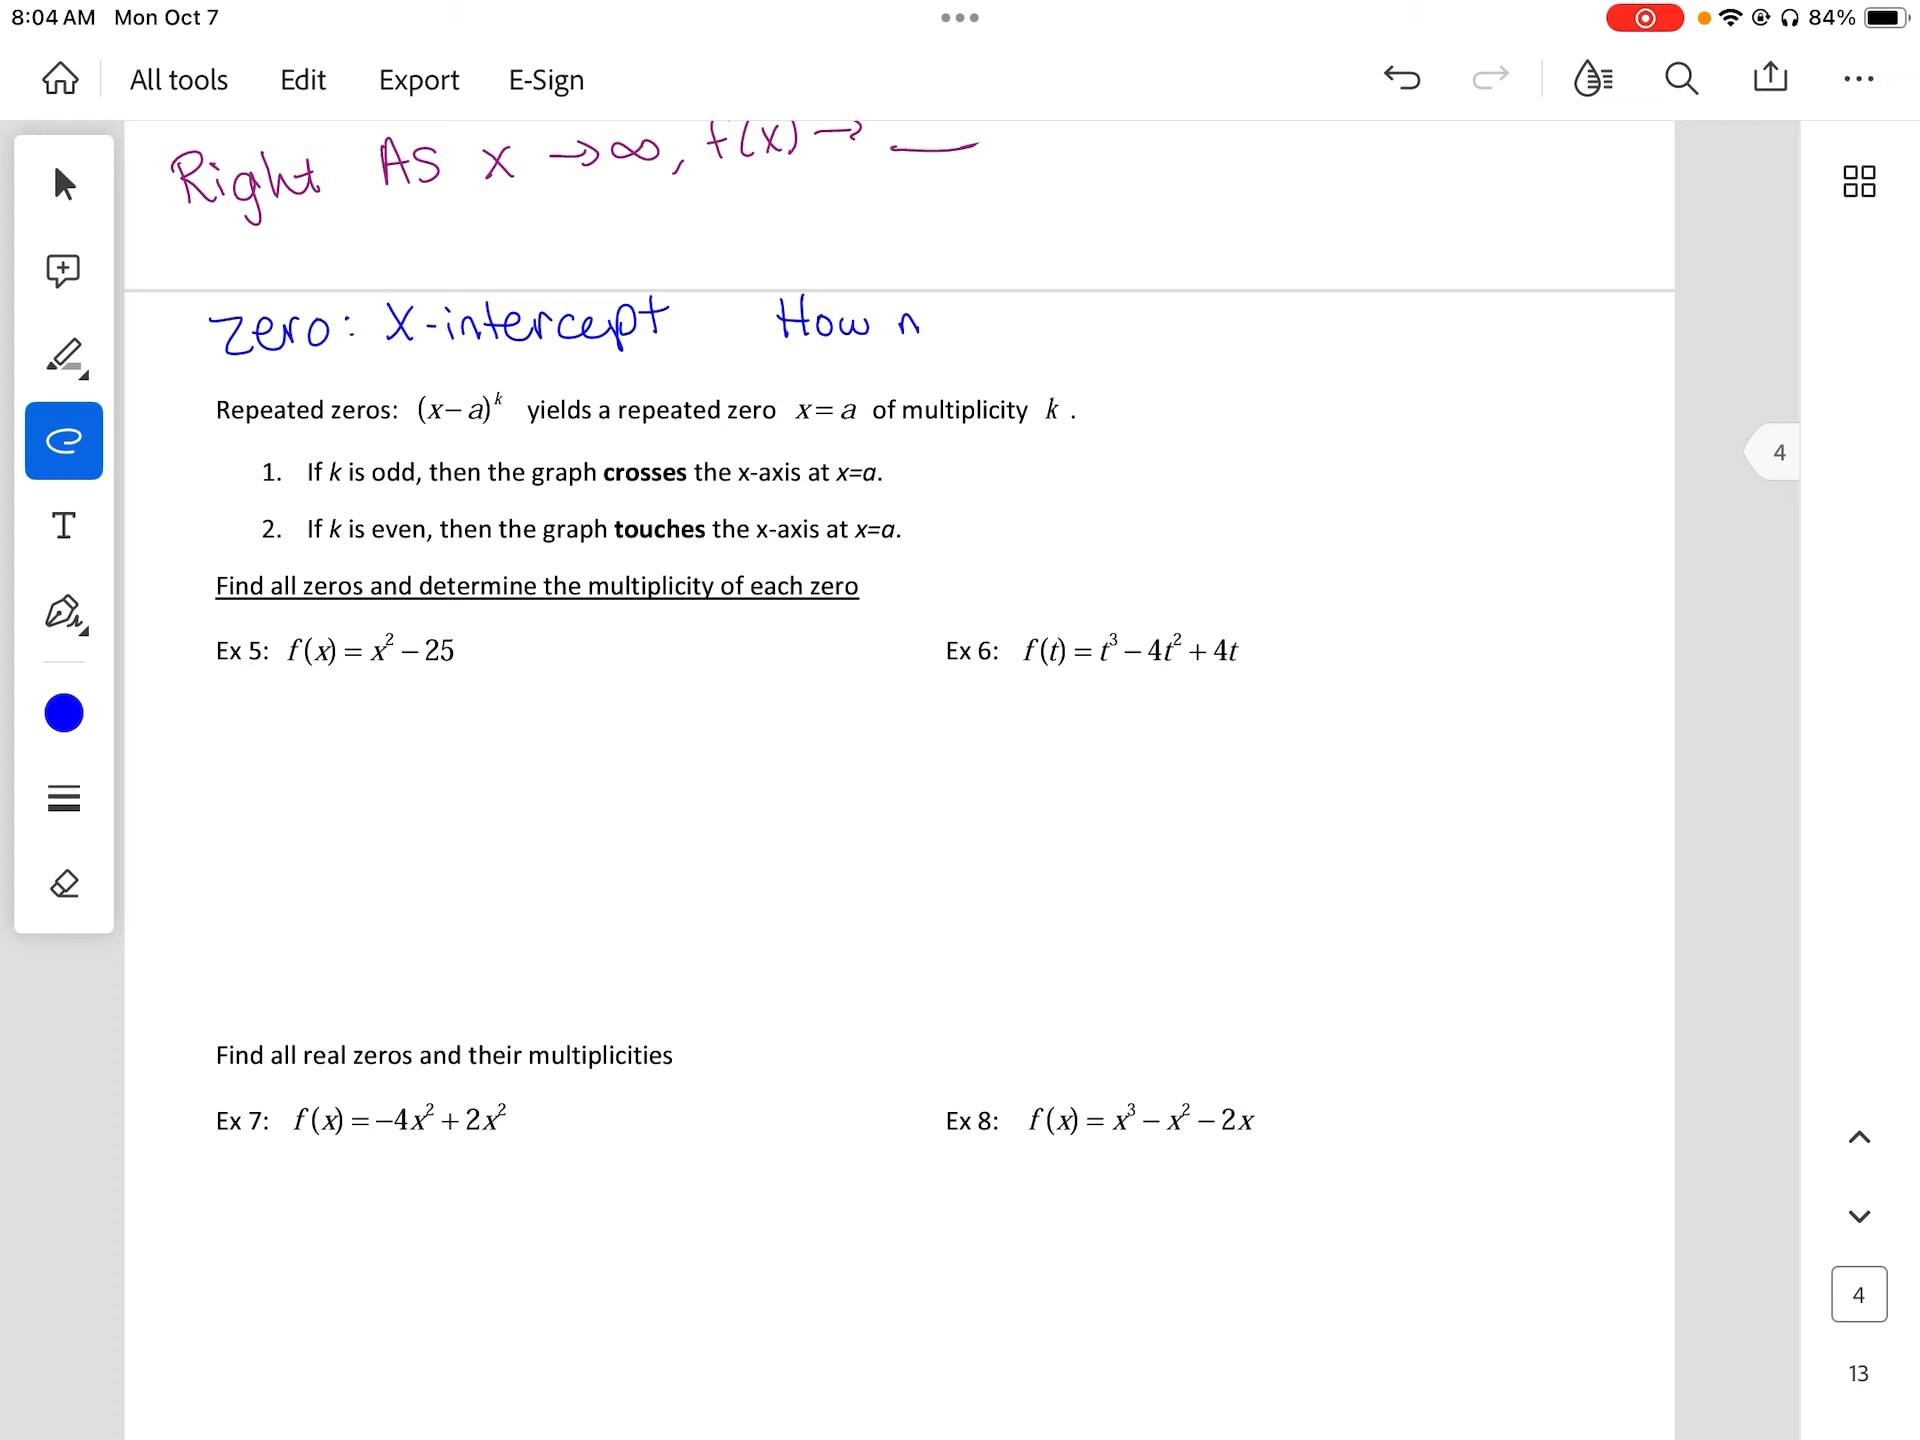 8:04 AM Mon Oct 7
84%
All tools Edit Export E-Sign
Right As x → ∞, f(x) → __
zero: x-intercept How n
Repeated zeros: (x − a)^k yields a repeated zero x = a of multiplicity k .
1. If k is odd, then the graph crosses the x-axis at x=a.
2. If k is even, then the graph touches the x-axis at x=a.
Find all zeros and determine the multiplicity of each zero
Ex 5: f(x) = x² − 25
Ex 6: f(t) = t³ − 4t² + 4t
Find all real zeros and their multiplicities
Ex 7: f(x) = −4x² + 2x²
Ex 8: f(x) = x³ − x² − 2x
T
4
4
13